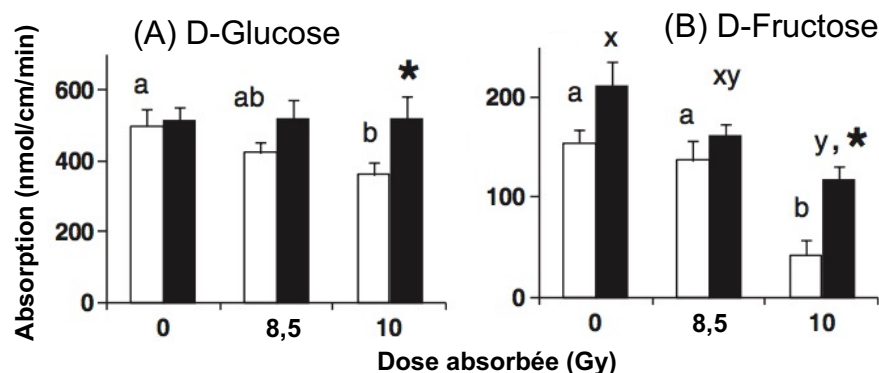 (A) D-Glucose
(B) D-Fructose
Absorption (nmol/cm/min)
600
400
200
0
a
ab
b
*
0
8,5
10
200
100
0
a
x
a
xy
b
y, *
0
8,5
10
Dose absorbée (Gy)